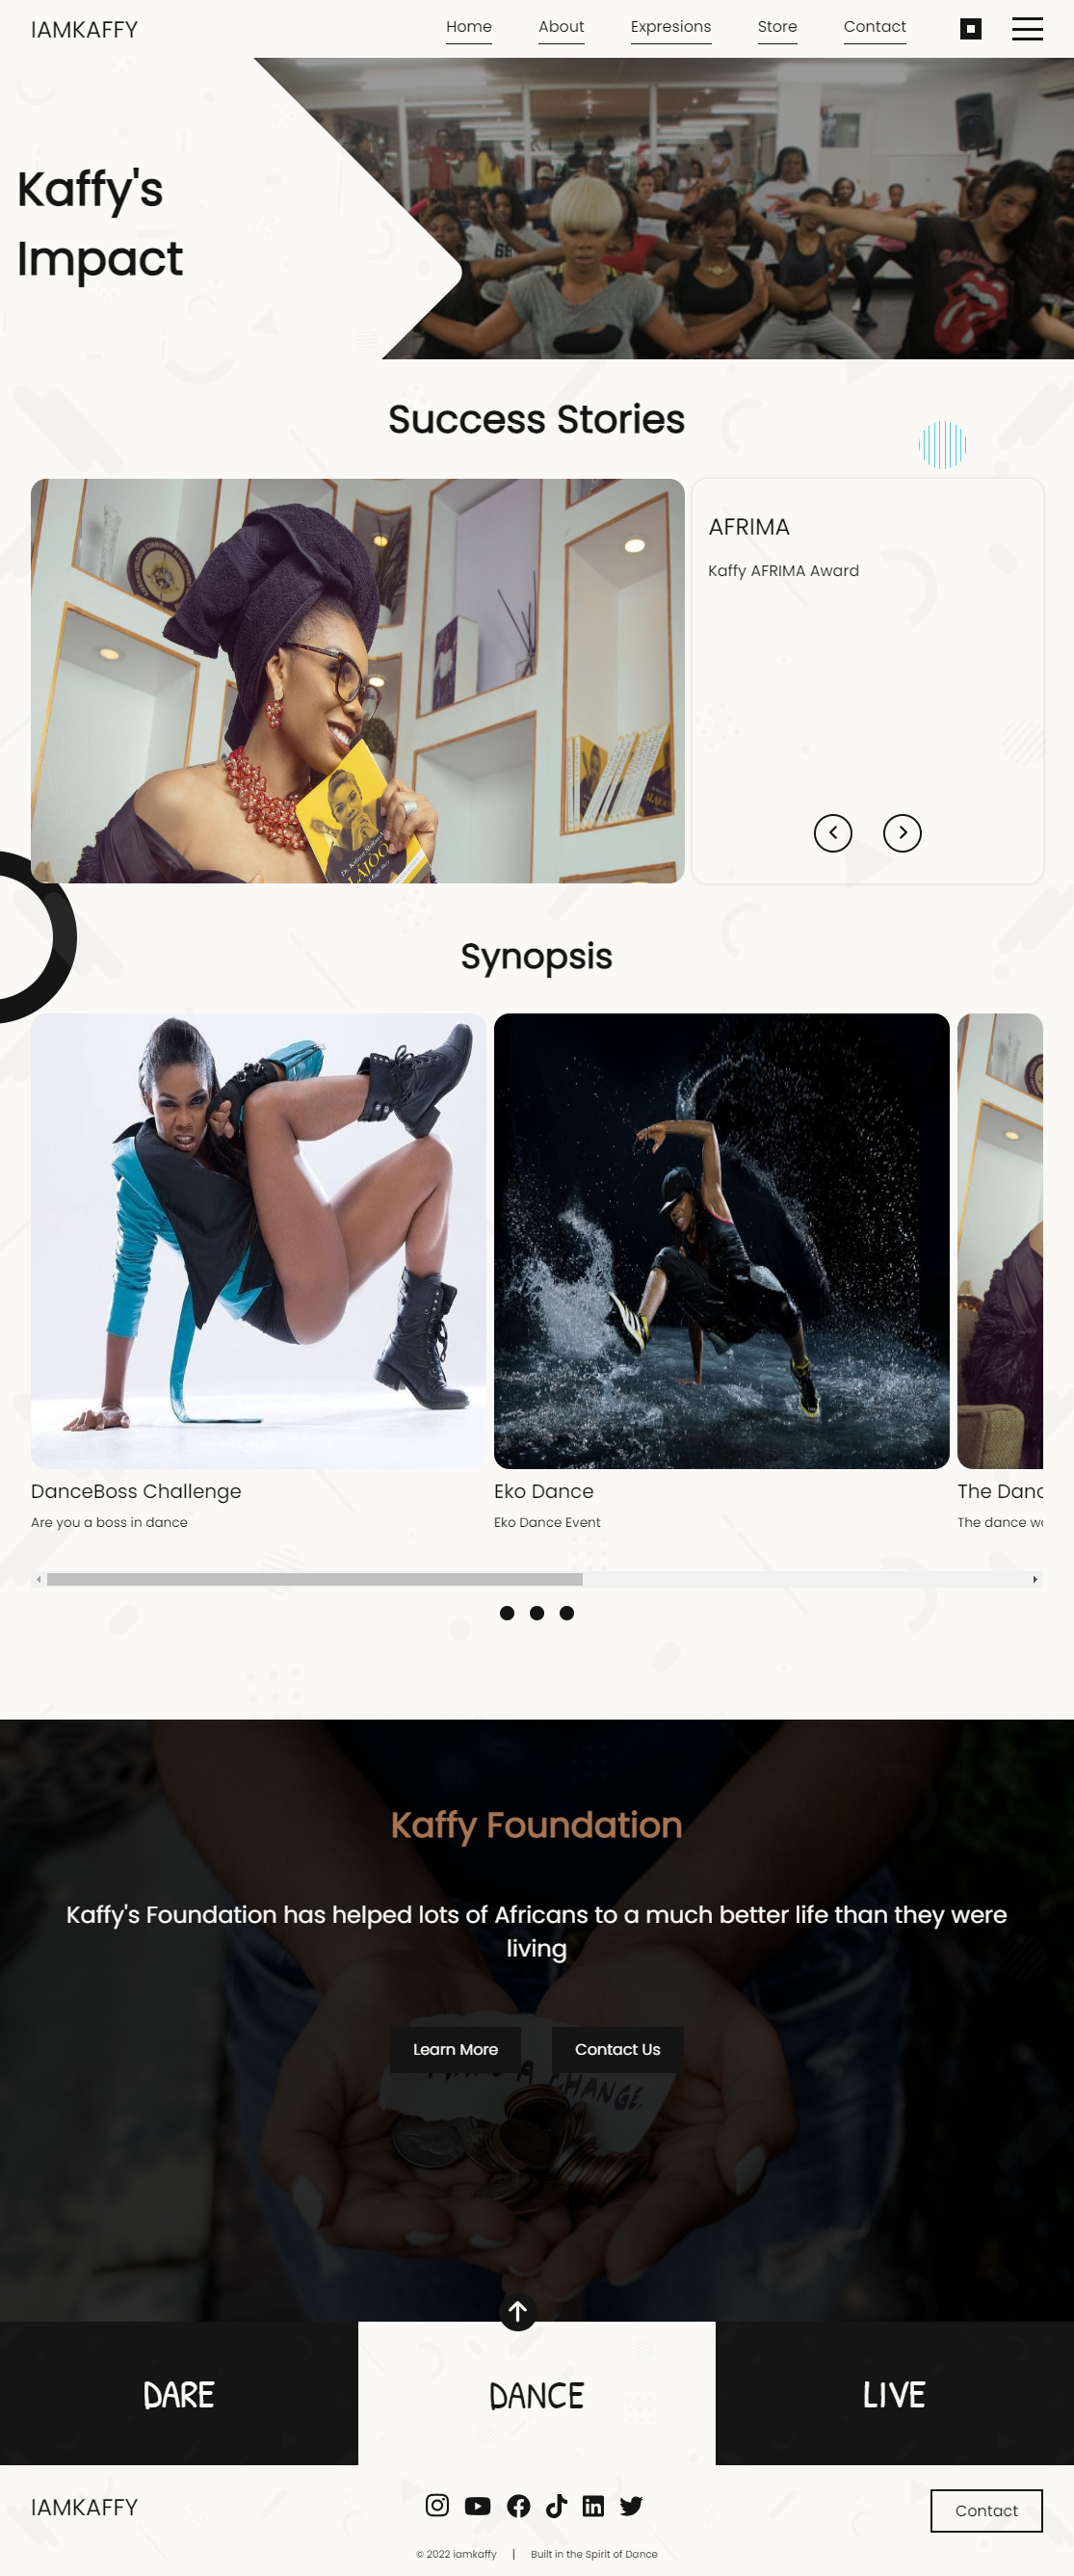 IAMKAFFY
Home About Expresions Store Contact
Kaffy's
Impact
Success Stories
AFRIMA
Kaffy AFRIMA Award
Synopsis
DanceBoss Challenge
Are you a boss in dance
Eko Dance
Eko Dance Event
The Danc
The dance wo
Kaffy Foundation
Kaffy's Foundation has helped lots of Africans to a much better life than they were
living
Learn More Contact Us
A CHANGE.
DARE DANCE LIVE
IAMKAFFY
Contact
© 2022 iamkaffy | Built in the Spirit of Dance